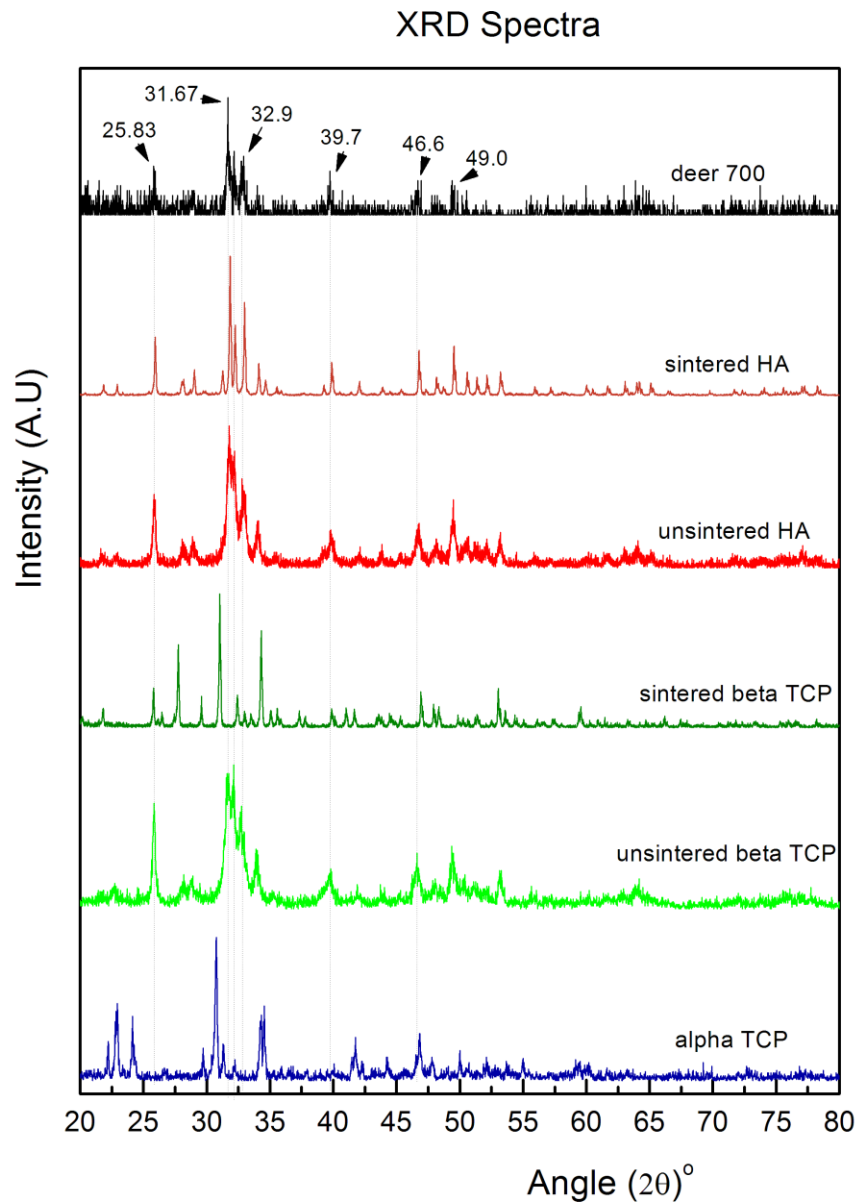 XRD Spectra
31.67
25.83
32.9
39.7
46.6
49.0
deer 700
sintered HA
unsintered HA
sintered beta TCP
unsintered beta TCP
alpha TCP
Intensity (A.U)
20 25 30 35 40 45 50 55 60 65 70 75 80
Angle (2θ)°